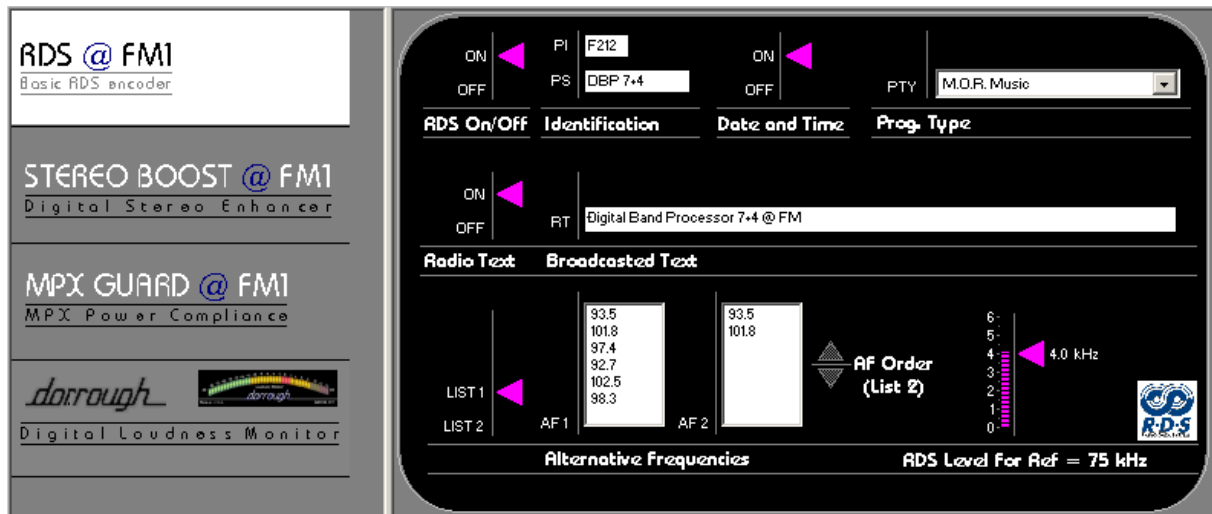 RDS @ FM1
Basic RDS encoder
STEREO BOOST @ FM1
Digital Stereo Enhancer
MPX GUARD @ FM1
MPX Power Compliance
dorrough
dorrough
Digital Loudness Monitor
ON
OFF
RDS On/Off
PI F212
PS DBP 7+4
Identification
ON
OFF
Date and Time
PTY M.O.R. Music
Prog. Type
ON
OFF
Radio Text
RT Digital Band Processor 7+4 @ FM
Broadcasted Text
LIST 1
LIST 2
AF 1
93.5
101.8
97.4
92.7
102.5
98.3
AF 2
93.5
101.8
AF Order
(List 2)
Alternative Frequencies
6
5
4
3
2
1
0
4.0 kHz
R·D·S
RDS Level For Ref = 75 kHz